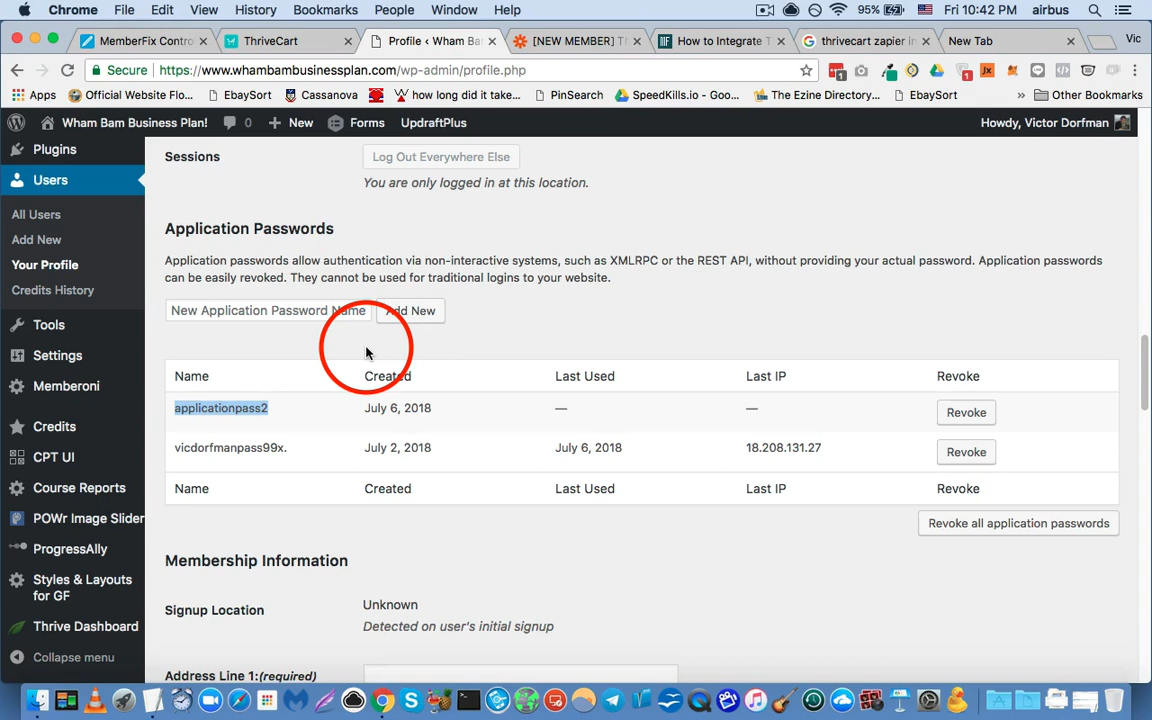 Chrome File Edit View History Bookmarks People Window Help 95% Fri 10:42 PM airbus
MemberFix Contro ThriveCart Profile ‹ Wham Ba [NEW MEMBER] Th How to Integrate T thrivecart zapier in New Tab Vic
Secure https://www.whambambusinessplan.com/wp-admin/profile.php
Apps Official Website Flo... EbaySort Cassanova how long did it take... PinSearch SpeedKills.io - Goo... The Ezine Directory... EbaySort » Other Bookmarks
Wham Bam Business Plan! 0 + New Forms UpdraftPlus Howdy, Victor Dorfman
Plugins
Users
All Users
Add New
Your Profile
Credits History
Tools
Settings
Memberoni
Credits
CPT UI
Course Reports
POWr Image Slider
ProgressAlly
Styles & Layouts
for GF
Thrive Dashboard
Collapse menu
Sessions
Log Out Everywhere Else
You are only logged in at this location.
Application Passwords
Application passwords allow authentication via non-interactive systems, such as XMLRPC or the REST API, without providing your actual password. Application passwords
can be easily revoked. They cannot be used for traditional logins to your website.
New Application Password Name Add New
Name Created Last Used Last IP Revoke
applicationpass2 July 6, 2018 — — Revoke
vicdorfmanpass99x. July 2, 2018 July 6, 2018 18.208.131.27 Revoke
Name Created Last Used Last IP Revoke
Revoke all application passwords
Membership Information
Signup Location
Unknown
Detected on user's initial signup
Address Line 1:(required)